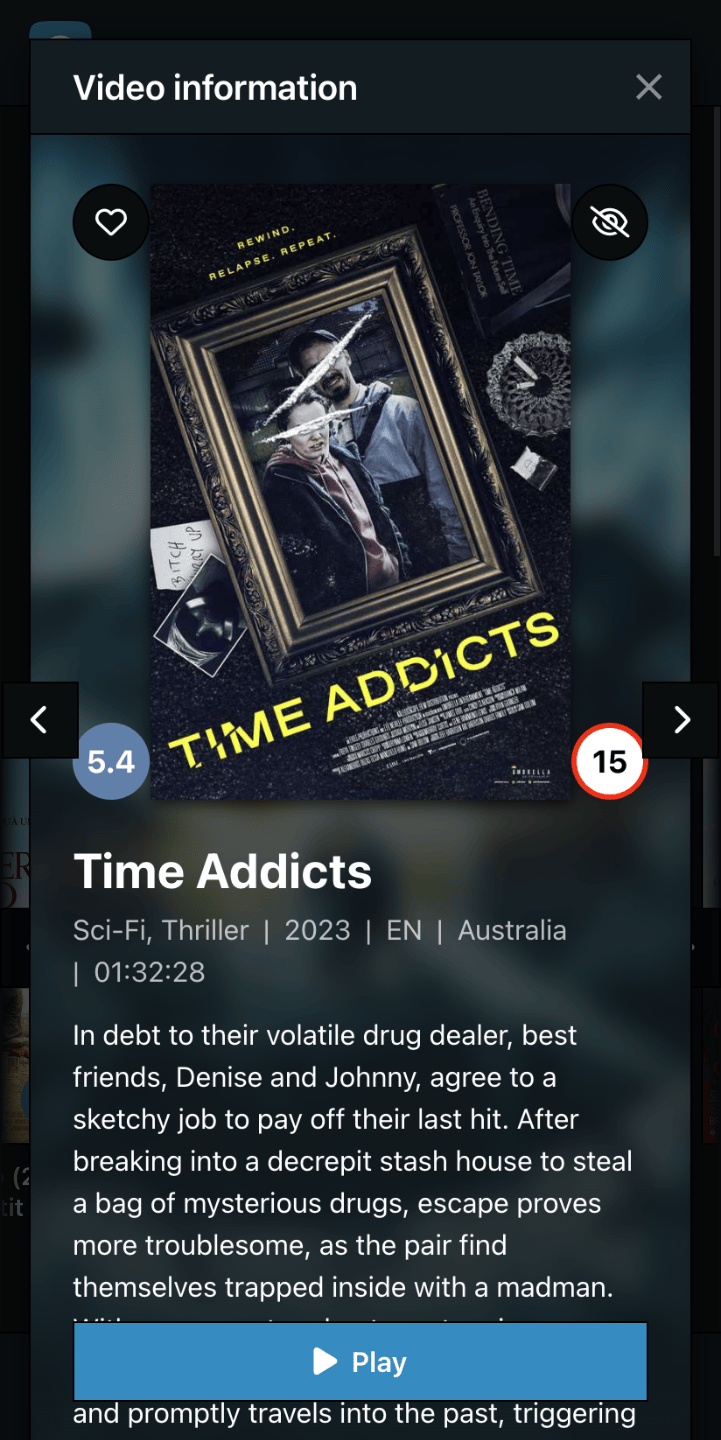 Video information
REWIND.
RELAPSE. REPEAT.
BENDING TIME
PROFESSOR JON TAYLOR
BITCH
UP
TIME ADDICTS
UMBRELLA
5.4
15
Time Addicts
Sci-Fi, Thriller | 2023 | EN | Australia
| 01:32:28
In debt to their volatile drug dealer, best
friends, Denise and Johnny, agree to a
sketchy job to pay off their last hit. After
breaking into a decrepit stash house to steal
a bag of mysterious drugs, escape proves
more troublesome, as the pair find
themselves trapped inside with a madman.
Play
and promptly travels into the past, triggering